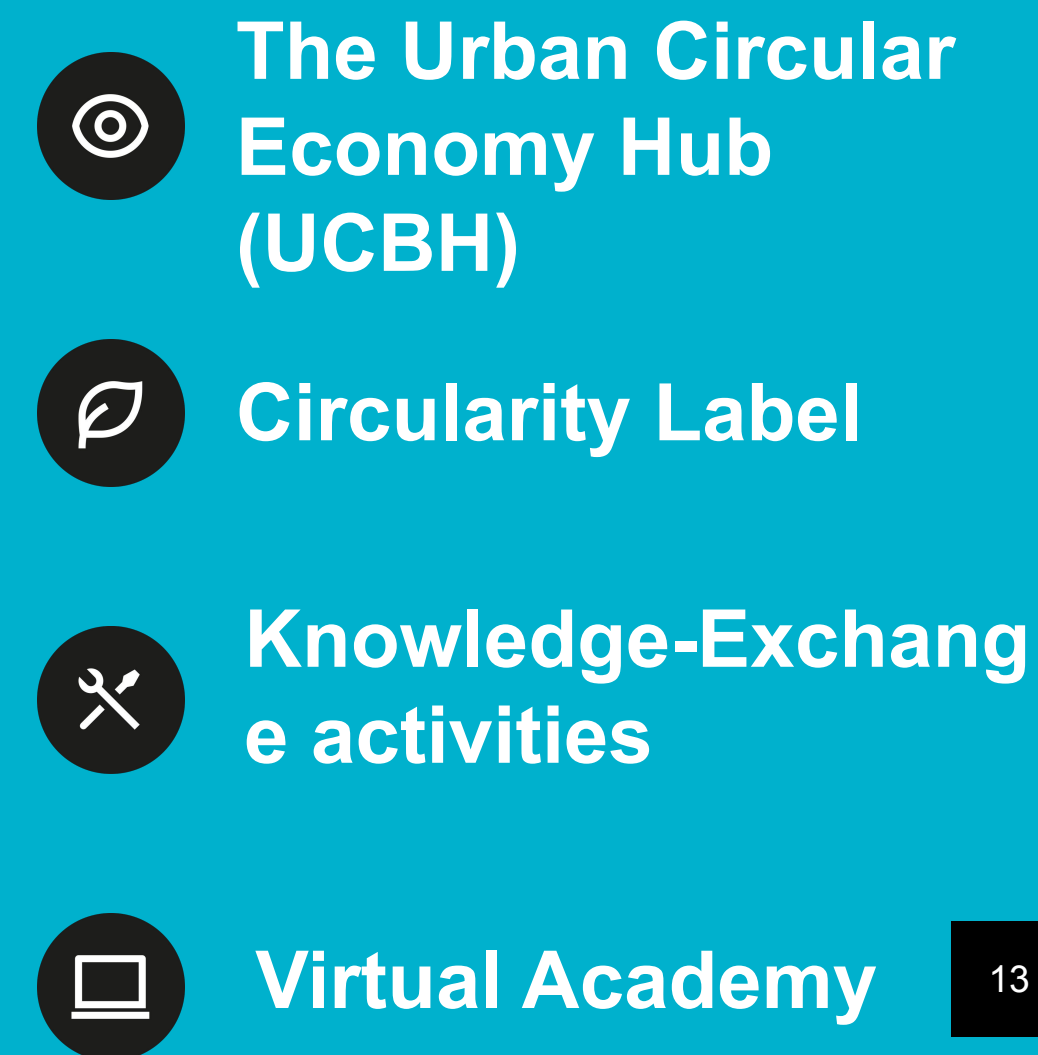 The Urban Circular
Economy Hub
(UCBH)
Circularity Label
Knowledge-Exchang
e activities
Virtual Academy
13